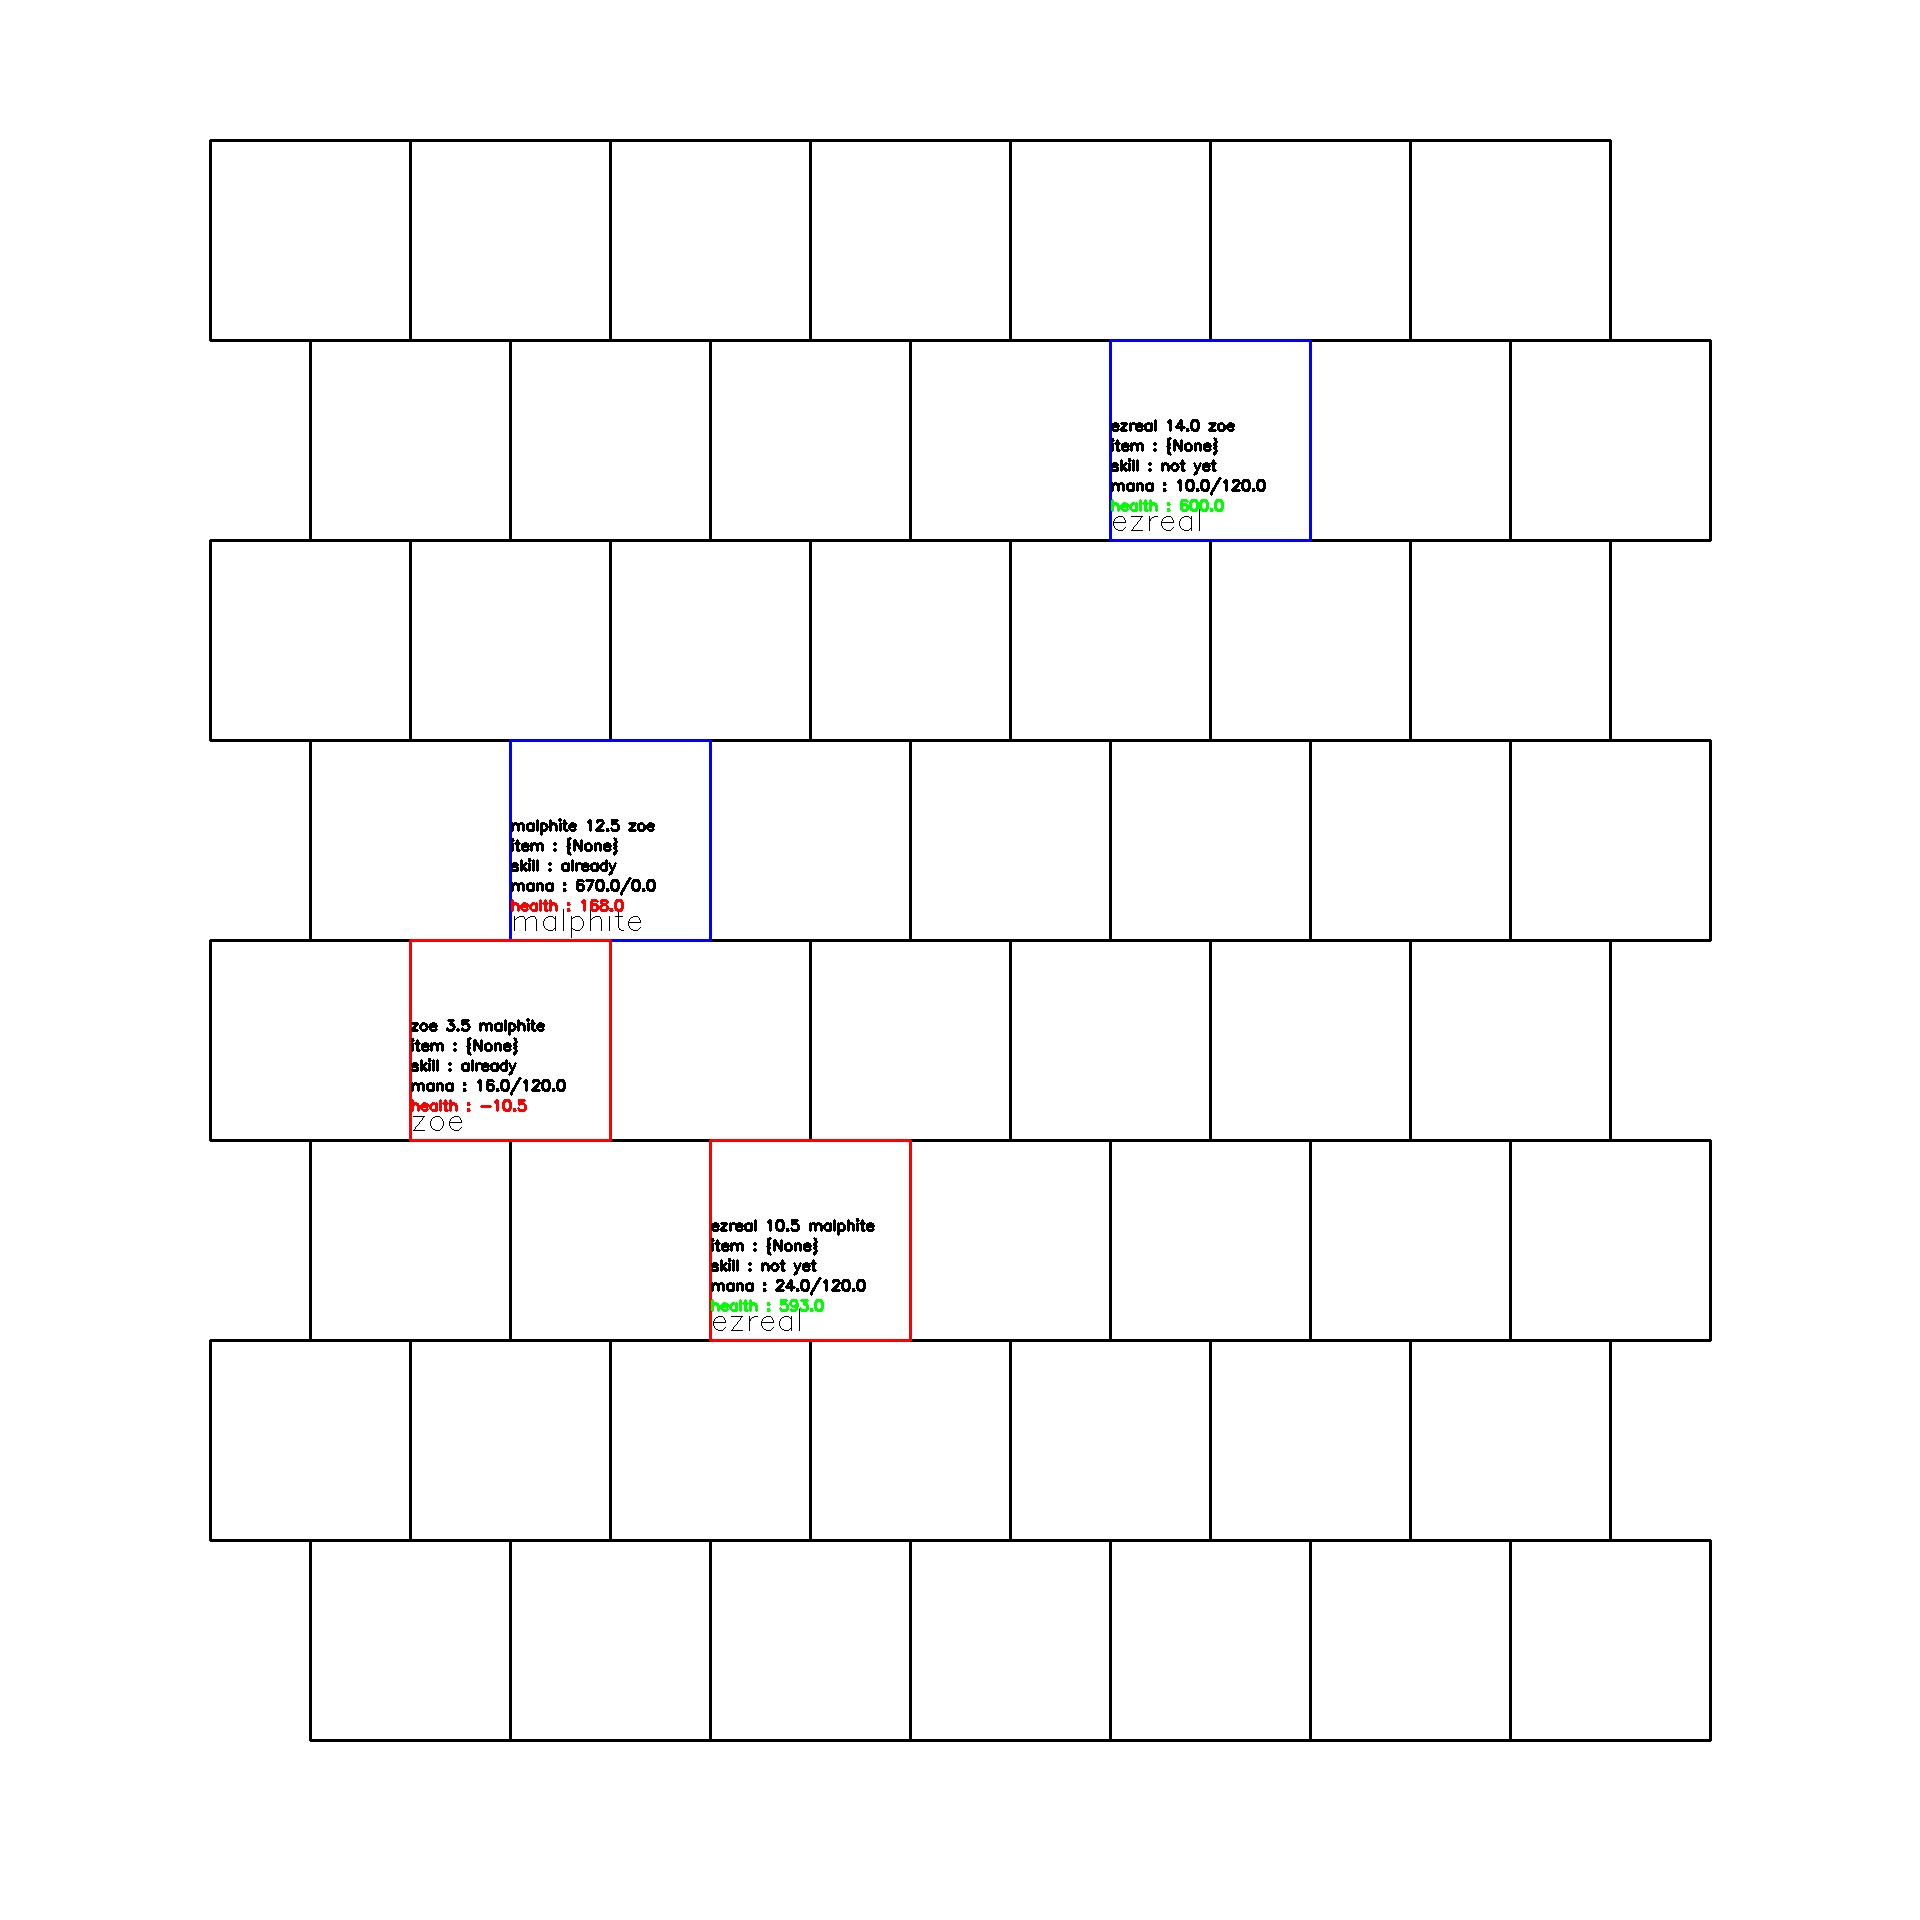 ezreal 14.0 zoe
item : {None}
skill : not yet
mana : 10.0/120.0
health : 600.0
ezreal
malphite 12.5 zoe
item : {None}
skill : already
mana : 670.0/0.0
health : 168.0
malphite
zoe 3.5 malphite
item : {None}
skill : already
mana : 16.0/120.0
health : -10.5
zoe
ezreal 10.5 malphite
item : {None}
skill : not yet
mana : 24.0/120.0
health : 593.0
ezreal